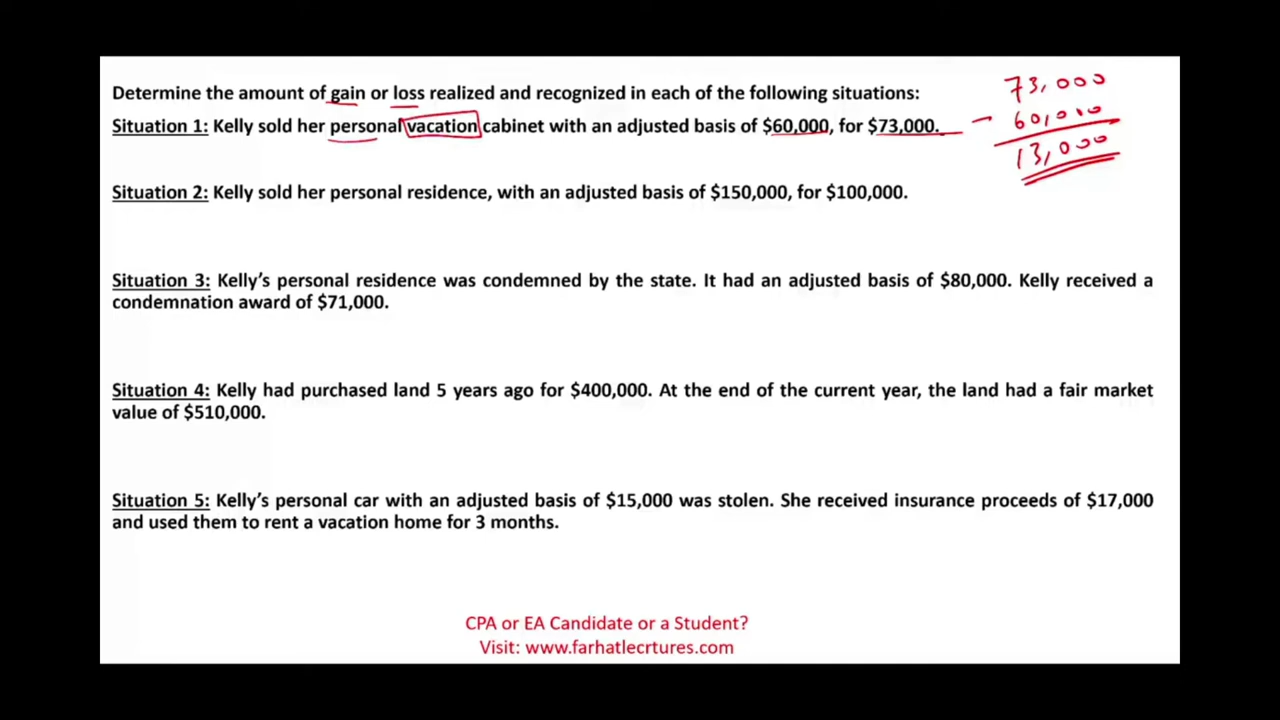 Determine the amount of gain or loss realized and recognized in each of the following situations:
Situation 1: Kelly sold her personal vacation cabinet with an adjusted basis of $60,000, for $73,000.
73,000
- 60,000
13,000
Situation 2: Kelly sold her personal residence, with an adjusted basis of $150,000, for $100,000.
Situation 3: Kelly’s personal residence was condemned by the state. It had an adjusted basis of $80,000. Kelly received a
condemnation award of $71,000.
Situation 4: Kelly had purchased land 5 years ago for $400,000. At the end of the current year, the land had a fair market
value of $510,000.
Situation 5: Kelly’s personal car with an adjusted basis of $15,000 was stolen. She received insurance proceeds of $17,000
and used them to rent a vacation home for 3 months.
CPA or EA Candidate or a Student?
Visit: www.farhatlecrtures.com